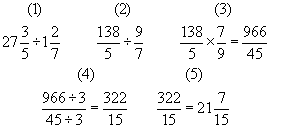 (1) (2) (3)
27 3/5 ÷ 1 2/7 138/5 ÷ 9/7 138/5 × 7/9 = 966/45
(4) (5)
966 ÷ 3/45 ÷ 3 = 322/15 322/15 = 21 7/15